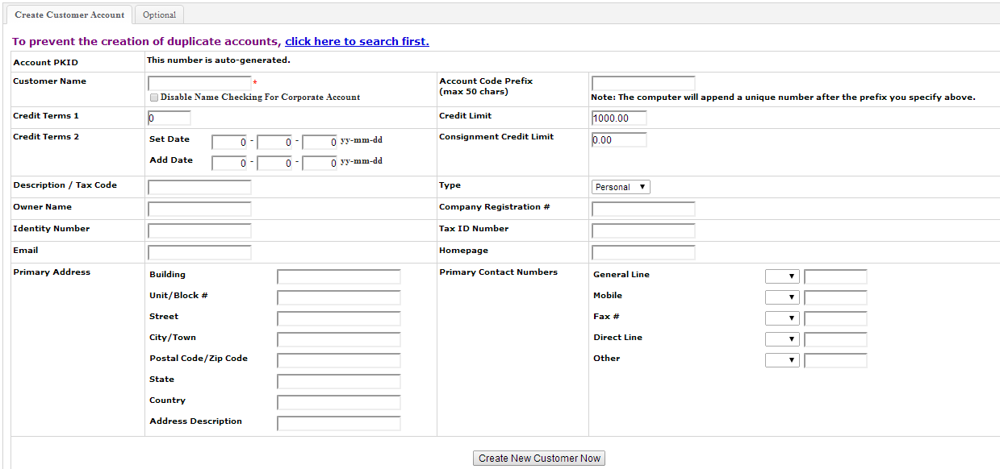 Create Customer Account
Optional
To prevent the creation of duplicate accounts, click here to search first.
Account PKID
This number is auto-generated.
Customer Name
*
Disable Name Checking For Corporate Account
Account Code Prefix
(max 50 chars)
Note: The computer will append a unique number after the prefix you specify above.
Credit Terms 1
0
Credit Limit
1000.00
Credit Terms 2
Set Date 0 - 0 - 0 yy-mm-dd
Add Date 0 - 0 - 0 yy-mm-dd
Consignment Credit Limit
0.00
Description / Tax Code
Type
Personal
Owner Name
Company Registration #
Identity Number
Tax ID Number
Email
Homepage
Primary Address
Building
Unit/Block #
Street
City/Town
Postal Code/Zip Code
State
Country
Address Description
Primary Contact Numbers
General Line
Mobile
Fax #
Direct Line
Other
Create New Customer Now